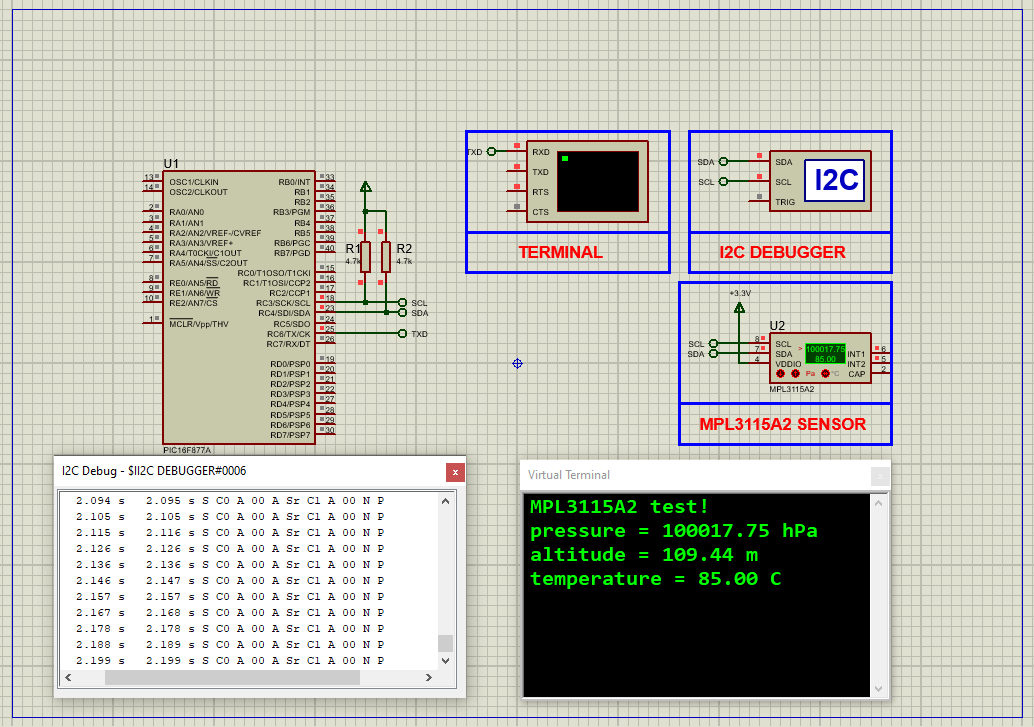 U1
13
14
2
3
4
5
6
7
8
9
10
1
OSC1/CLKIN
OSC2/CLKOUT
RA0/AN0
RA1/AN1
RA2/AN2/VREF-/CVREF
RA3/AN3/VREF+
RA4/T0CKI/C1OUT
RA5/AN4/SS/C2OUT
RE0/AN5/RD
RE1/AN6/WR
RE2/AN7/CS
MCLR/Vpp/THV
RB0/INT
RB1
RB2
RB3/PGM
RB4
RB5
RB6/PGC
RB7/PGD
RC0/T1OSO/T1CKI
RC1/T1OSI/CCP2
RC2/CCP1
RC3/SCK/SCL
RC4/SDI/SDA
RC5/SDO
RC6/TX/CK
RC7/RX/DT
RD0/PSP0
RD1/PSP1
RD2/PSP2
RD3/PSP3
RD4/PSP4
RD5/PSP5
RD6/PSP6
RD7/PSP7
33
34
35
36
37
38
39
40
15
16
17
18
23
24
25
26
19
20
21
22
27
28
29
30
PIC16F877A
R1
4.7k
R2
4.7k
SCL
SDA
TXD
TXD
RXD
TXD
RTS
CTS
TERMINAL
SDA
SCL
SDA
SCL
TRIG
I2C
I2C DEBUGGER
+3.3V
U2
SCL
SDA
8
7
4
SCL
SDA
VDDIO
>
100017.75
85.00
Pa
°C
INT1
INT2
CAP
6
5
2
MPL3115A2
MPL3115A2 SENSOR
I2C Debug - $II2C DEBUGGER#0006
2.094 s 2.095 s S C0 A 00 A Sr C1 A 00 N P
2.105 s 2.105 s S C0 A 00 A Sr C1 A 00 N P
2.115 s 2.116 s S C0 A 00 A Sr C1 A 00 N P
2.126 s 2.126 s S C0 A 00 A Sr C1 A 00 N P
2.136 s 2.136 s S C0 A 00 A Sr C1 A 00 N P
2.146 s 2.147 s S C0 A 00 A Sr C1 A 00 N P
2.157 s 2.157 s S C0 A 00 A Sr C1 A 00 N P
2.167 s 2.168 s S C0 A 00 A Sr C1 A 00 N P
2.178 s 2.178 s S C0 A 00 A Sr C1 A 00 N P
2.188 s 2.189 s S C0 A 00 A Sr C1 A 00 N P
2.199 s 2.199 s S C0 A 00 A Sr C1 A 00 N P
Virtual Terminal
MPL3115A2 test!
pressure = 100017.75 hPa
altitude = 109.44 m
temperature = 85.00 C